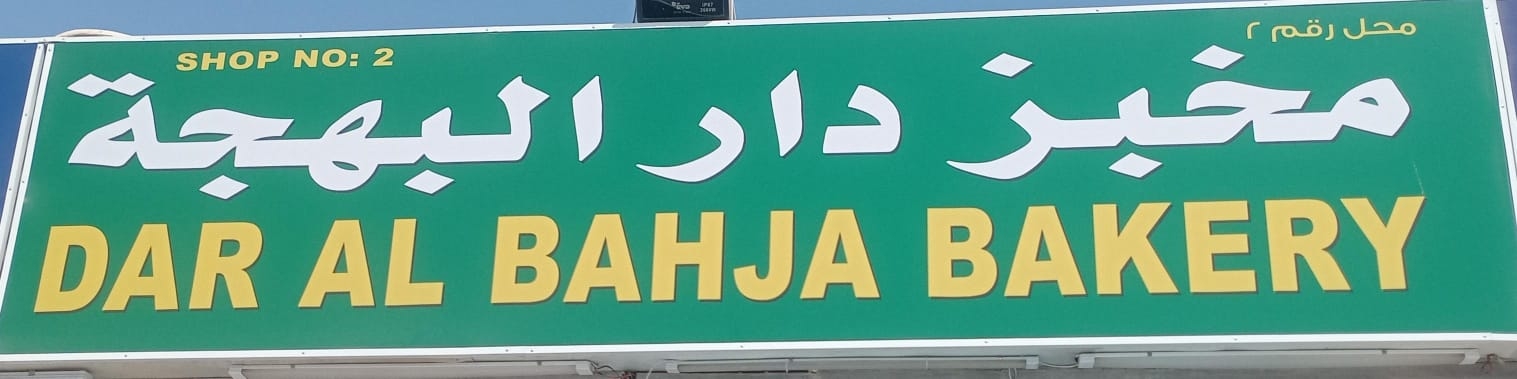 SHOP NO: 2
محل رقم ٢
مخبز دار البهجة
DAR AL BAHJA BAKERY